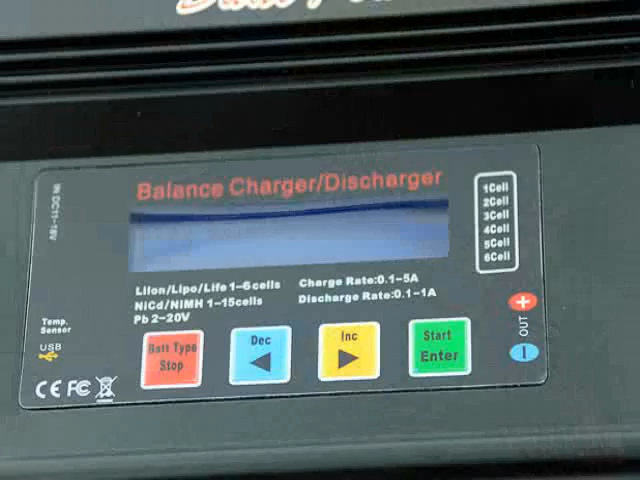 Balance Charger/Discharger
IN DC11-18V
1Cell
2Cell
3Cell
4Cell
5Cell
6Cell
LiIon/Lipo/Life 1-6cells
NiCd/NiMH 1-15cells
Pb 2-20V
Charge Rate:0.1-5A
Discharge Rate:0.1-1A
Temp.
Sensor
USB
Batt Type
Stop
Dec
Inc
Start
Enter
OUT
CE FC